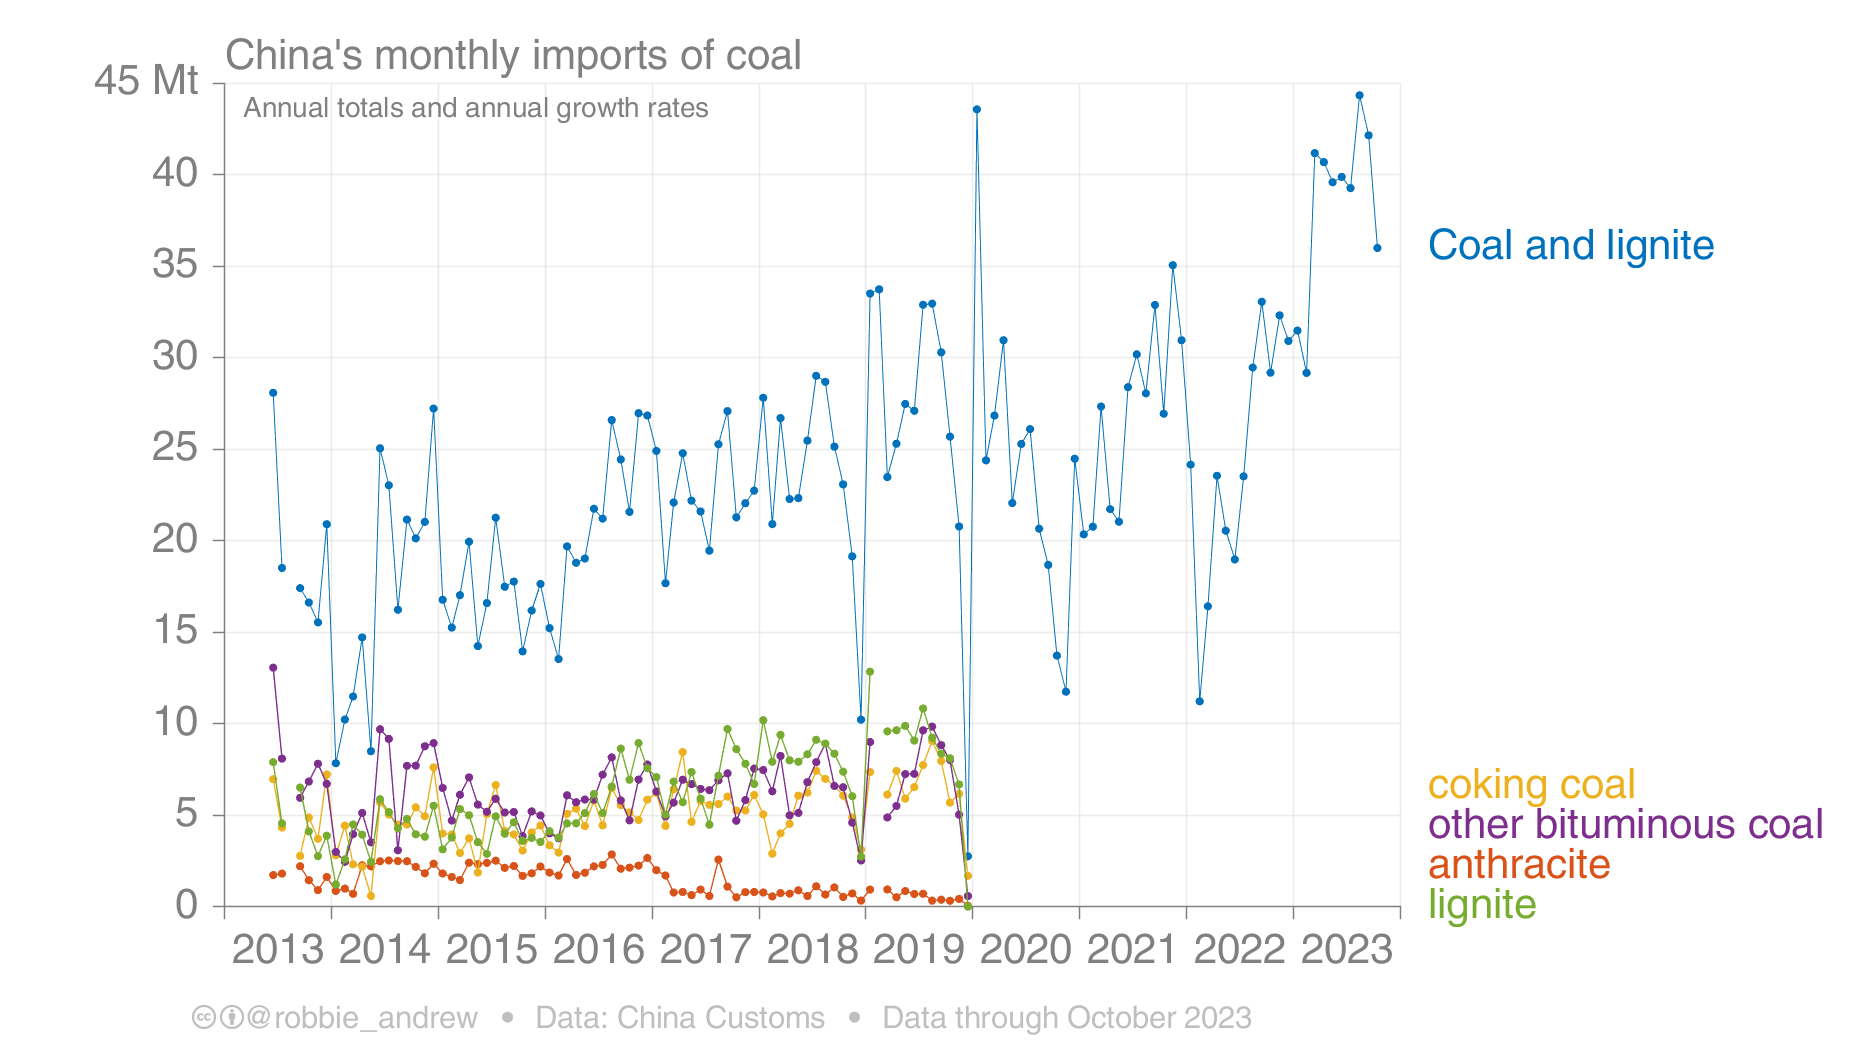 China's monthly imports of coal
45 Mt
Annual totals and annual growth rates
40
35
Coal and lignite
30
25
20
15
10
5
coking coal
other bituminous coal
anthracite
0
lignite
2013 2014 2015 2016 2017 2018 2019 2020 2021 2022 2023
@robbie_andrew • Data: China Customs • Data through October 2023